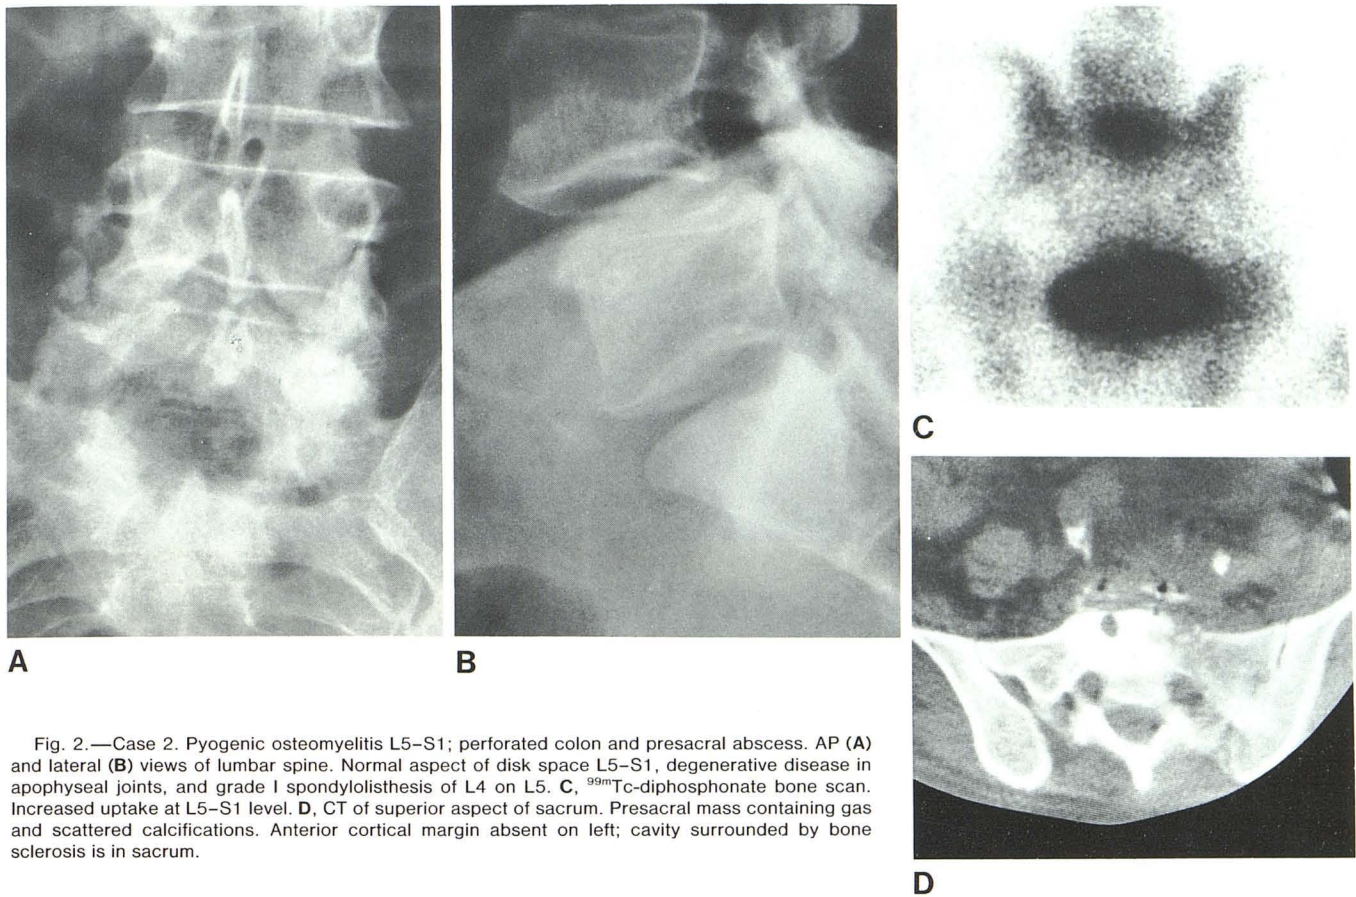 A
B
C
D
Fig. 2.—Case 2. Pyogenic osteomyelitis L5–S1; perforated colon and presacral abscess. AP (A)
and lateral (B) views of lumbar spine. Normal aspect of disk space L5–S1, degenerative disease in
apophyseal joints, and grade I spondylolisthesis of L4 on L5. C, ⁹⁹ᵐTc-diphosphonate bone scan.
Increased uptake at L5–S1 level. D, CT of superior aspect of sacrum. Presacral mass containing gas
and scattered calcifications. Anterior cortical margin absent on left; cavity surrounded by bone
sclerosis is in sacrum.